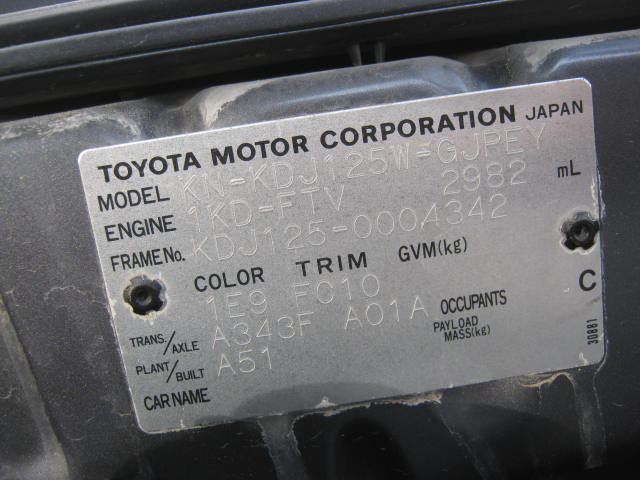 TOYOTA MOTOR CORPORATION JAPAN
MODEL KN-KDJ125W-GJPEY
ENGINE 1KD-FTV 2982 mL
FRAME No. KDJ125-0004342
COLOR TRIM GVM(kg)
1E9 FC10 C
TRANS./AXLE A343F A01A OCCUPANTS
PLANT/BUILT A51 PAYLOAD MASS(kg)
CAR NAME
30881